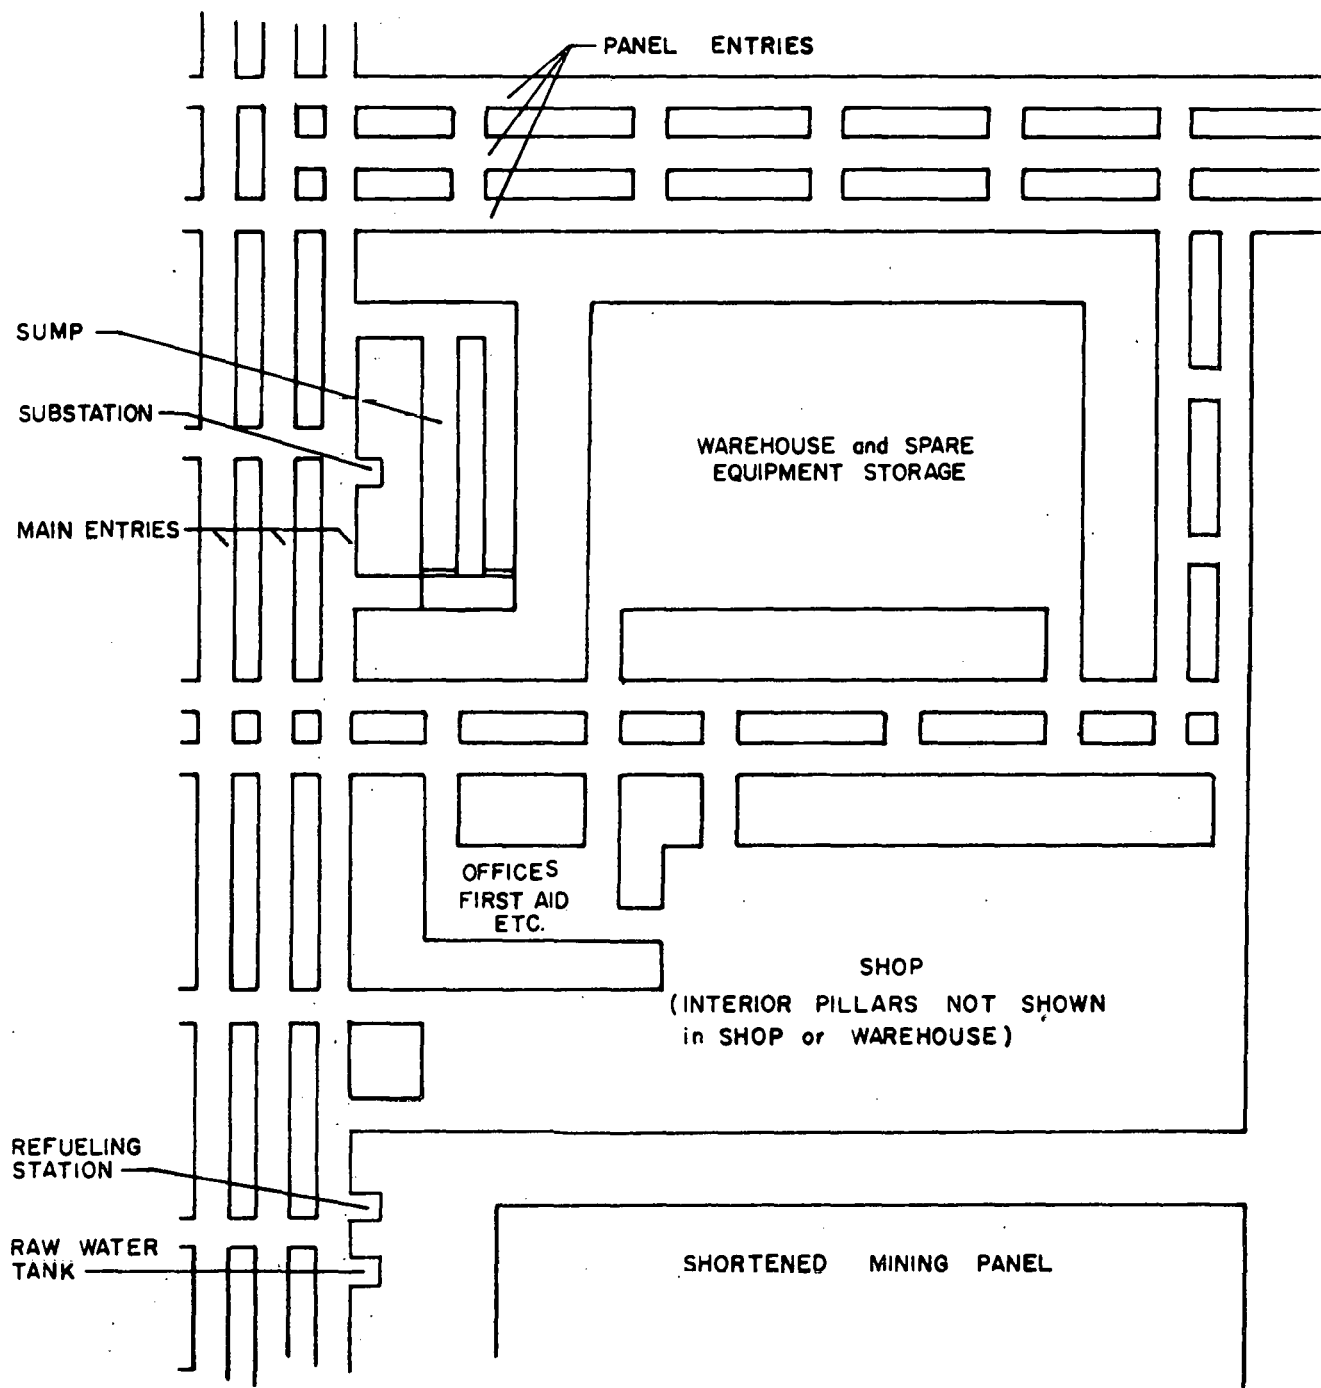 PANEL ENTRIES
SUMP
SUBSTATION
WAREHOUSE and SPARE
EQUIPMENT STORAGE
MAIN ENTRIES
OFFICES
FIRST AID
ETC.
SHOP
(INTERIOR PILLARS NOT SHOWN
in SHOP or WAREHOUSE)
REFUELING
STATION
RAW WATER
TANK
SHORTENED MINING PANEL